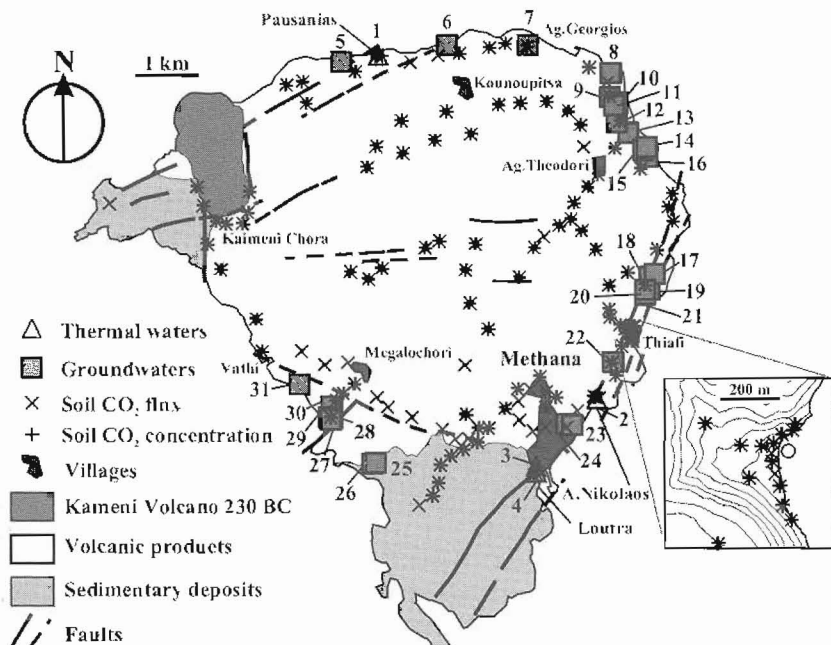 Pausanias
1
6
7
Ag.Georgios
5
8
N
1 km
Kounoupitsa
9
10
11
12
13
14
Ag.Theodori
15
16
Kaimeni Chora
18
17
20
19
21
Thiafi
22
Thermal waters
Groundwaters
Soil CO₂ flux
Soil CO₂ concentration
Villages
Kameni Volcano 230 BC
Volcanic products
Sedimentary deposits
Faults
Vathi
Megalochori
Methana
31
30
29
28
27
26
25
2
23
24
3
4
A.Nikolaos
Loutra
200 m